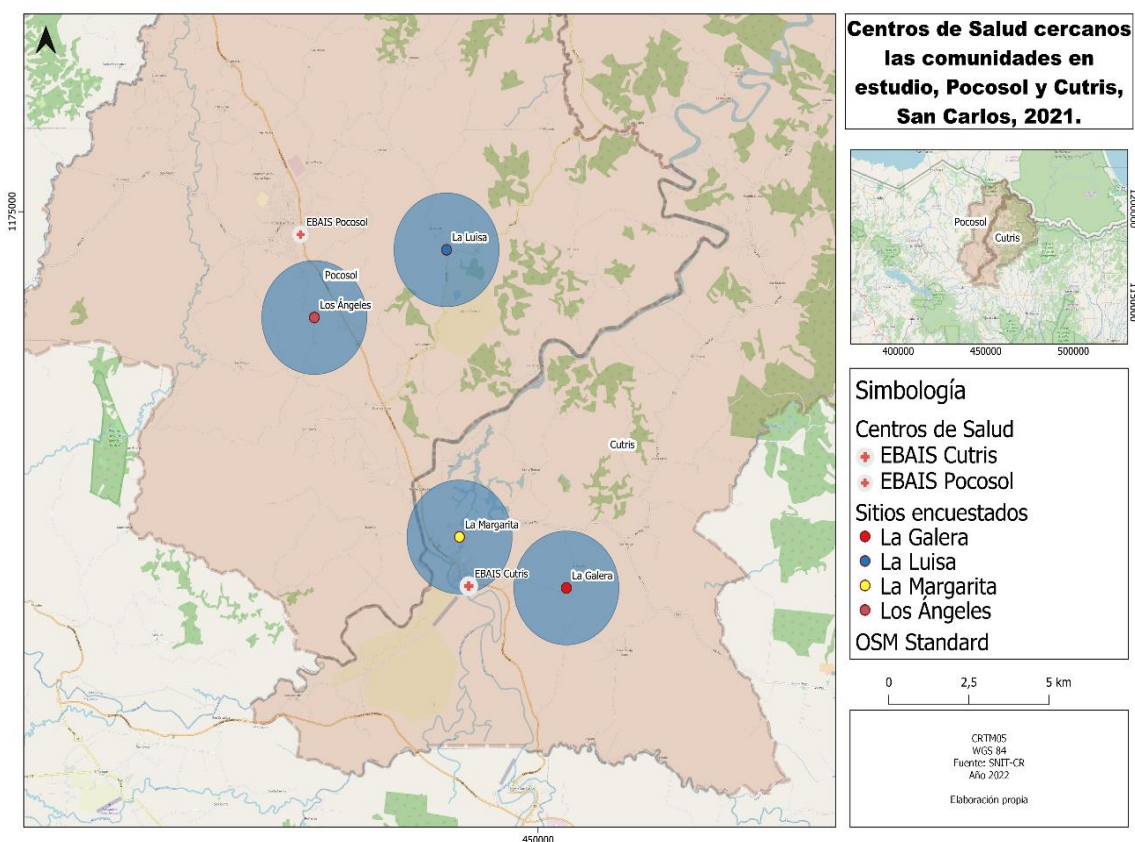 Centros de Salud cercanos
las comunidades en
estudio, Pocosol y Cutris,
San Carlos, 2021.
1175000
EBAIS Pocosol
La Luisa
Pocosol
Los Ángeles
Cutris
La Margarita
EBAIS Cutris
La Galera
450000
Pocosol
Cutris
1200000
1150000
400000
450000
500000
Simbología
Centros de Salud
EBAIS Cutris
EBAIS Pocosol
Sitios encuestados
La Galera
La Luisa
La Margarita
Los Ángeles
OSM Standard
0
2,5
5 km
CRTM05
WGS 84
Fuente: SNIT-CR
Año 2022
Elaboración propia